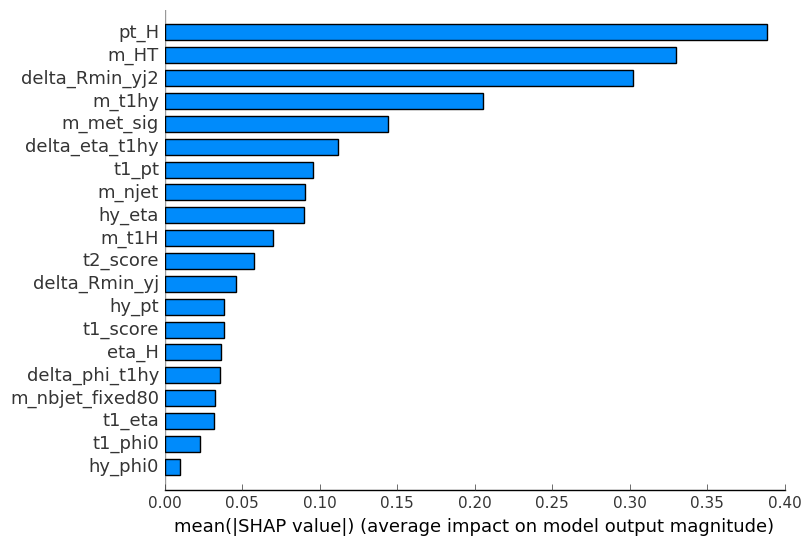 pt_H
m_HT
delta_Rmin_yj2
m_t1hy
m_met_sig
delta_eta_t1hy
t1_pt
m_njet
hy_eta
m_t1H
t2_score
delta_Rmin_yj
hy_pt
t1_score
eta_H
delta_phi_t1hy
m_nbjet_fixed80
t1_eta
t1_phi0
hy_phi0
0.00 0.05 0.10 0.15 0.20 0.25 0.30 0.35 0.40
mean(|SHAP value|) (average impact on model output magnitude)